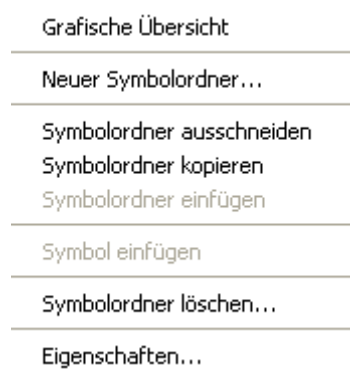 Grafische Übersicht
Neuer Symbolordner...
Symbolordner ausschneiden
Symbolordner kopieren
Symbolordner einfügen
Symbol einfügen
Symbolordner löschen...
Eigenschaften...